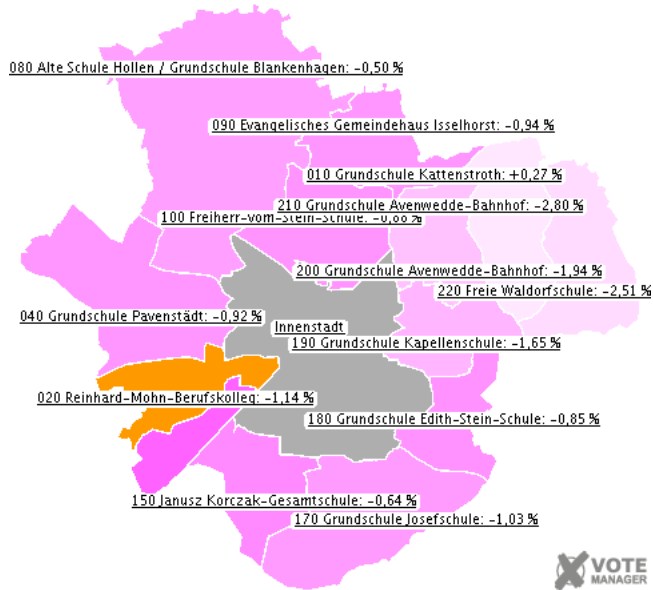 080 Alte Schule Hollen / Grundschule Blankenhagen: -0,50 %
090 Evangelisches Gemeindehaus Isselhorst: -0,94 %
010 Grundschule Kattenstroth: +0,27 %
210 Grundschule Avenwedde-Bahnhof: -2,80 %
100 Freiherr-vom-Stein-Schule: -0,88 %
200 Grundschule Avenwedde-Bahnhof: -1,94 %
220 Freie Waldorfschule: -2,51 %
040 Grundschule Pavenstädt: -0,92 %
Innenstadt
190 Grundschule Kapellenschule: -1,65 %
020 Reinhard-Mohn-Berufskolleg: -1,14 %
180 Grundschule Edith-Stein-Schule: -0,85 %
150 Janusz Korczak-Gesamtschule: -0,64 %
170 Grundschule Josefschule: -1,03 %
VOTE
MANAGER